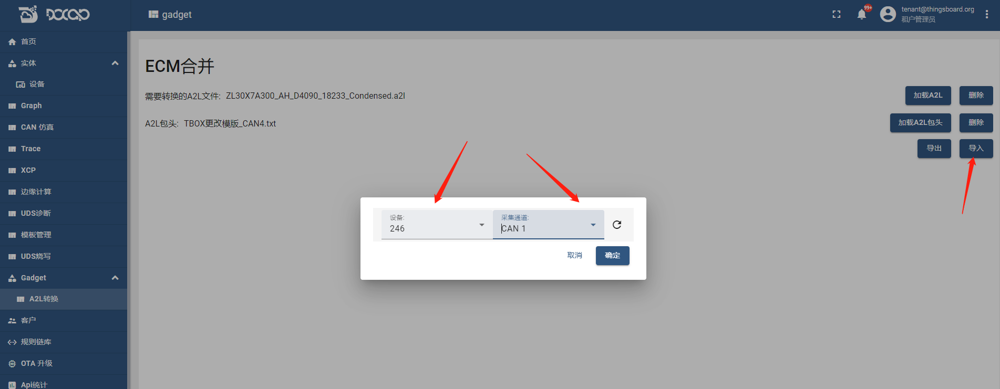 DOCAN
gadget
99+
tenant@thingsboard.org
租户管理员
首页
实体
设备
Graph
CAN 仿真
Trace
XCP
边缘计算
UDS诊断
模板管理
UDS烧写
Gadget
A2L转换
客户
规则链库
OTA 升级
Api统计
ECM合并
需要转换的A2L文件: ZL30X7A300_AH_D4090_18233_Condensed.a2l
加载A2L
删除
A2L包头: TBOX更改模版_CAN4.txt
加载A2L包头
删除
导出
导入
设备:
246
采集通道:
CAN 1
取消
确定